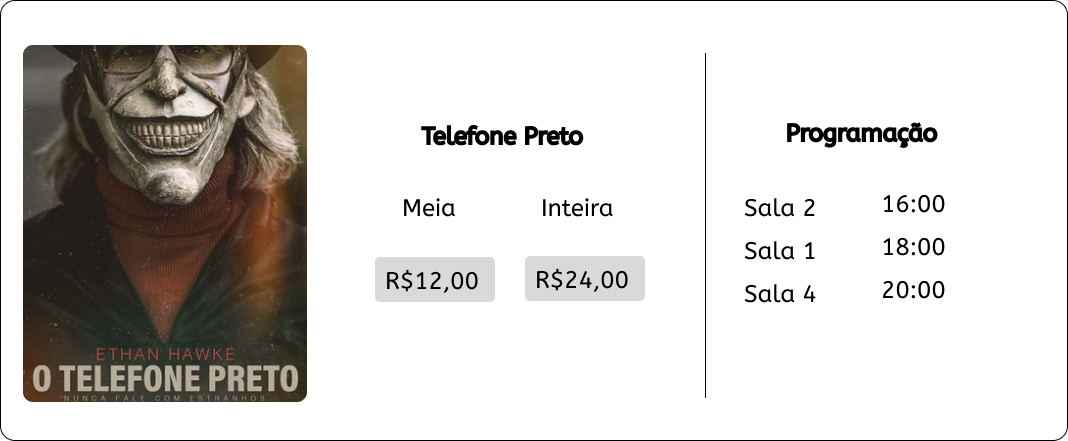 ETHAN HAWKE
O TELEFONE PRETO
NUNCA FALE COM ESTRANHOS
Telefone Preto
Meia Inteira
R$12,00 R$24,00
Programação
Sala 2 16:00
Sala 1 18:00
Sala 4 20:00